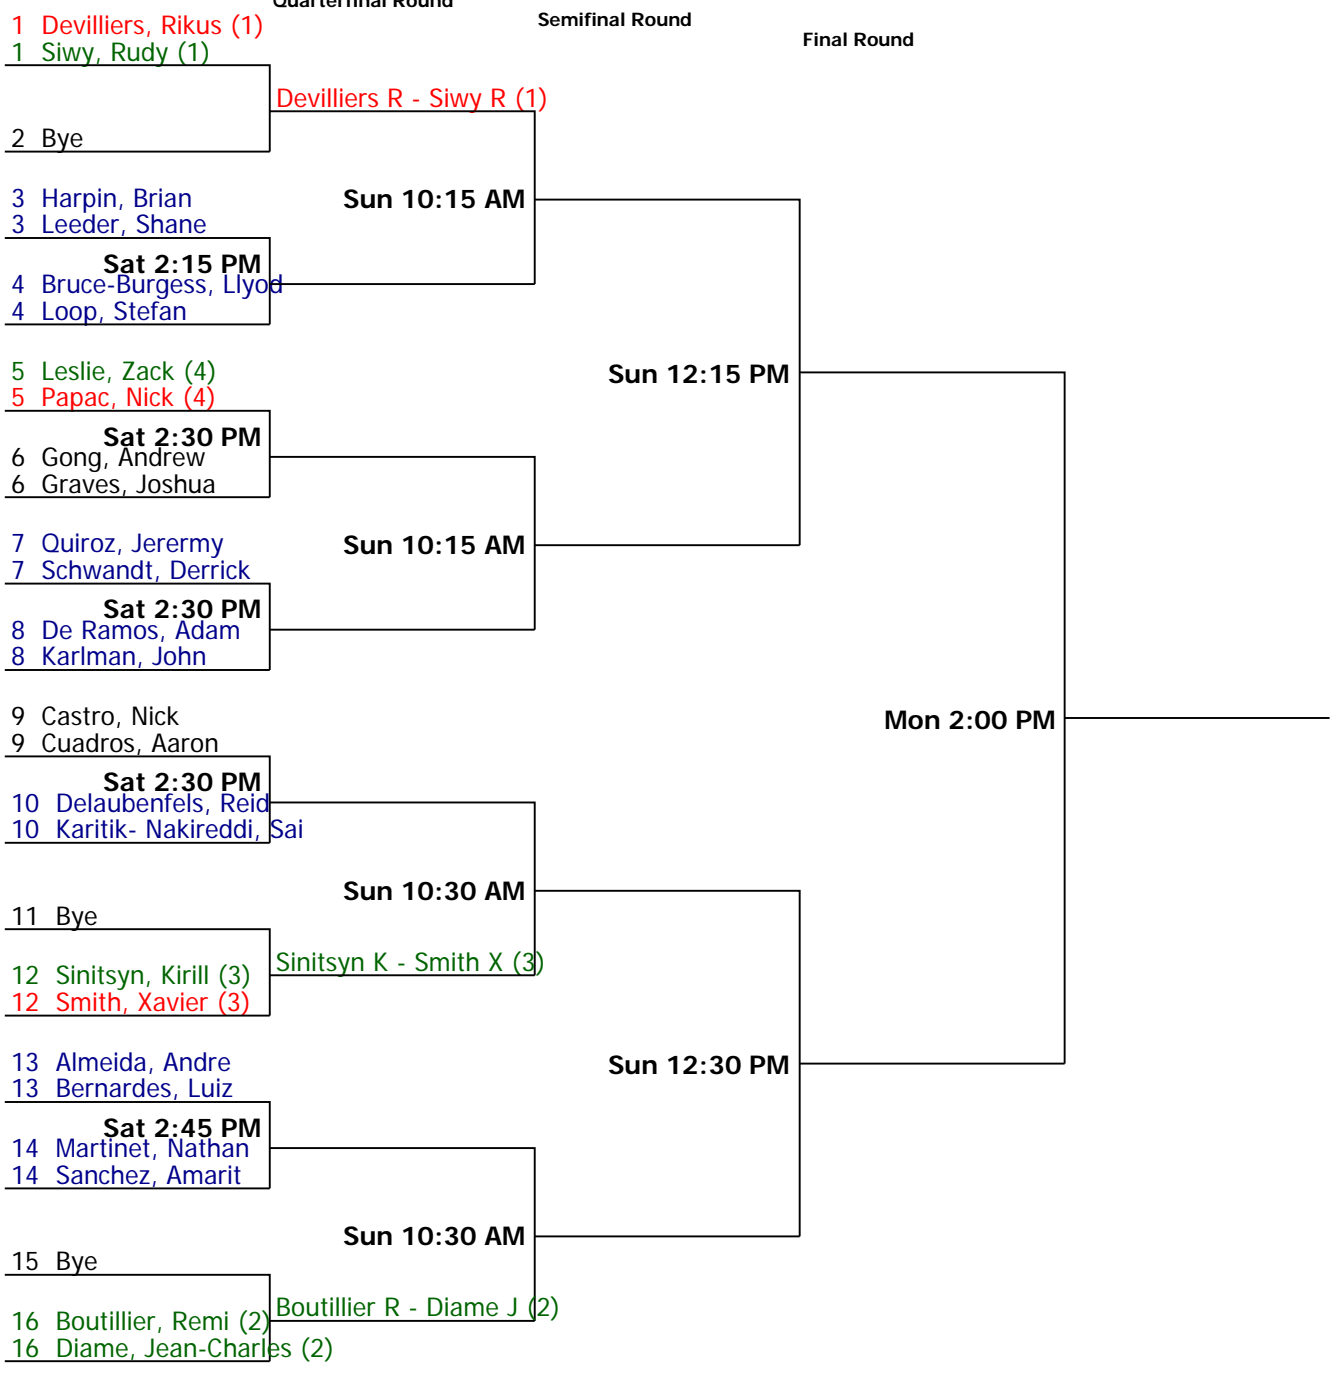 Quarterfinal Round
Semifinal Round
Final Round
1 Devilliers, Rikus (1)
1 Siwy, Rudy (1)
Devilliers R - Siwy R (1)
2 Bye
3 Harpin, Brian
Sun 10:15 AM
3 Leeder, Shane
Sat 2:15 PM
4 Bruce-Burgess, Llyod
4 Loop, Stefan
5 Leslie, Zack (4)
Sun 12:15 PM
5 Papac, Nick (4)
Sat 2:30 PM
6 Gong, Andrew
6 Graves, Joshua
7 Quiroz, Jerermy
Sun 10:15 AM
7 Schwandt, Derrick
Sat 2:30 PM
8 De Ramos, Adam
8 Karlman, John
9 Castro, Nick
Mon 2:00 PM
9 Cuadros, Aaron
Sat 2:30 PM
10 Delaubenfels, Reid
10 Karitik- Nakireddi, Sai
Sun 10:30 AM
11 Bye
Sinitsyn K - Smith X (3)
12 Sinitsyn, Kirill (3)
12 Smith, Xavier (3)
13 Almeida, Andre
Sun 12:30 PM
13 Bernardes, Luiz
Sat 2:45 PM
14 Martinet, Nathan
14 Sanchez, Amarit
Sun 10:30 AM
15 Bye
Boutillier R - Diame J (2)
16 Boutillier, Remi (2)
16 Diame, Jean-Charles (2)